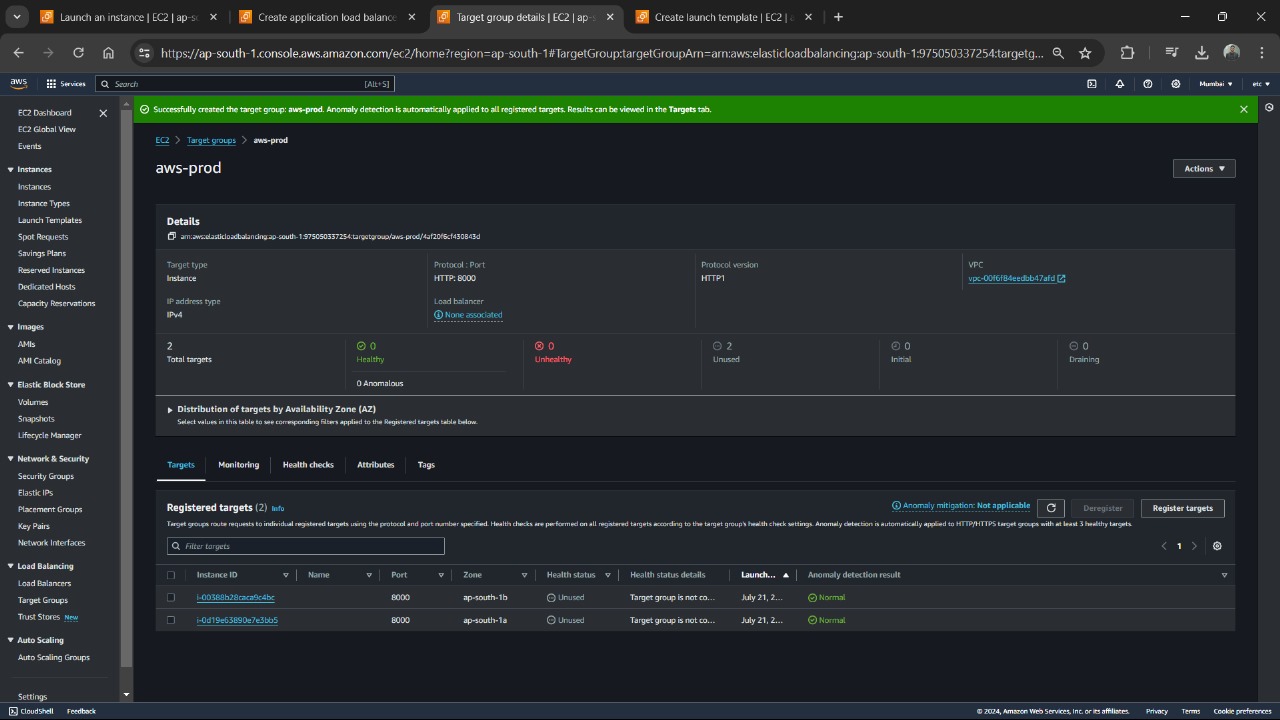 Launch an instance | EC2 | ap-so
Create application load balance
Target group details | EC2 | ap-s
Create launch template | EC2 | a
https://ap-south-1.console.aws.amazon.com/ec2/home?region=ap-south-1#TargetGroup:targetGroupArn=arn:aws:elasticloadbalancing:ap-south-1:975050337254:targetg...
aws Services Search [Alt+S] Mumbai etc
EC2 Dashboard
EC2 Global View
Events
Instances
Instances
Instance Types
Launch Templates
Spot Requests
Savings Plans
Reserved Instances
Dedicated Hosts
Capacity Reservations
Images
AMIs
AMI Catalog
Elastic Block Store
Volumes
Snapshots
Lifecycle Manager
Network & Security
Security Groups
Elastic IPs
Placement Groups
Key Pairs
Network Interfaces
Load Balancing
Load Balancers
Target Groups
Trust Stores New
Auto Scaling
Auto Scaling Groups
Settings
Successfully created the target group: aws-prod. Anomaly detection is automatically applied to all registered targets. Results can be viewed in the Targets tab.
EC2 > Target groups > aws-prod
aws-prod
Actions
Details
arn:aws:elasticloadbalancing:ap-south-1:975050337254:targetgroup/aws-prod/4af20f6cf430843d
Target type
Instance
Protocol : Port
HTTP: 8000
Protocol version
HTTP1
VPC
vpc-00f6f84eedbb47afd
IP address type
IPv4
Load balancer
None associated
2
Total targets
0
Healthy
0 Anomalous
0
Unhealthy
2
Unused
0
Initial
0
Draining
Distribution of targets by Availability Zone (AZ)
Select values in this table to see corresponding filters applied to the Registered targets table below.
Targets Monitoring Health checks Attributes Tags
Registered targets (2) Info
Anomaly mitigation: Not applicable Deregister Register targets
Target groups route requests to individual registered targets using the protocol and port number specified. Health checks are performed on all registered targets according to the target group's health check settings. Anomaly detection is automatically applied to HTTP/HTTPS target groups with at least 3 healthy targets.
Filter targets
1
Instance ID Name Port Zone Health status Health status details Launch... Anomaly detection result
i-00388b28caca9c4bc 8000 ap-south-1b Unused Target group is not co... July 21, 2... Normal
i-0d19e63890e7e3bb5 8000 ap-south-1a Unused Target group is not co... July 21, 2... Normal
CloudShell Feedback © 2024, Amazon Web Services, Inc. or its affiliates. Privacy Terms Cookie preferences